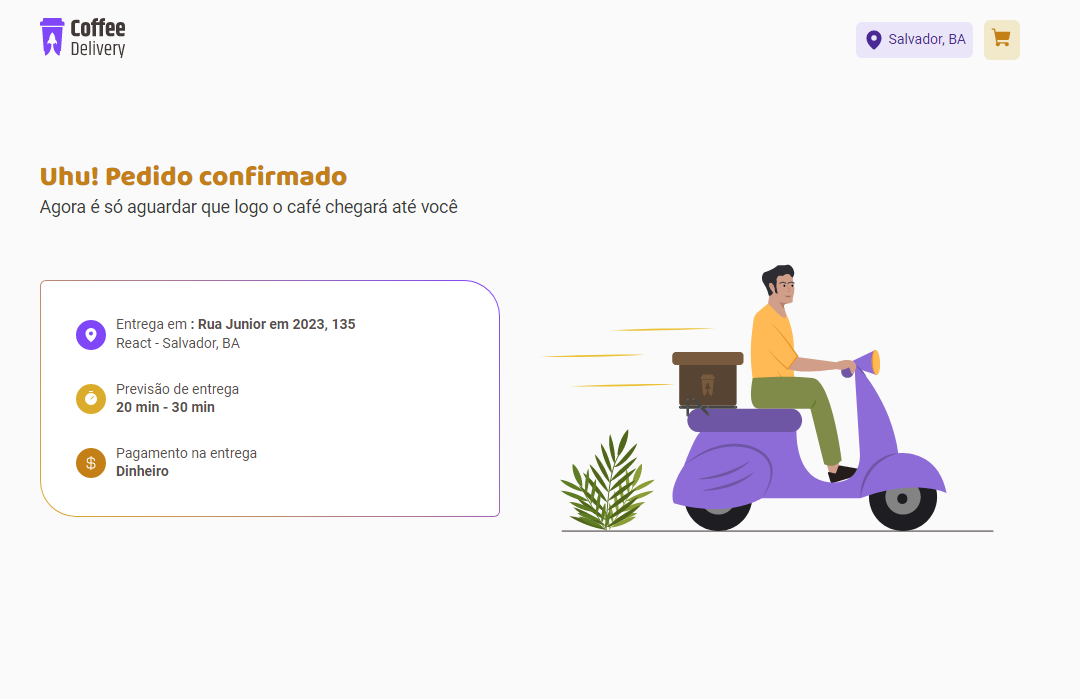 Coffee
Delivery
Salvador, BA
Uhu! Pedido confirmado
Agora é só aguardar que logo o café chegará até você
Entrega em : Rua Junior em 2023, 135
React - Salvador, BA
Previsão de entrega
20 min - 30 min
Pagamento na entrega
Dinheiro